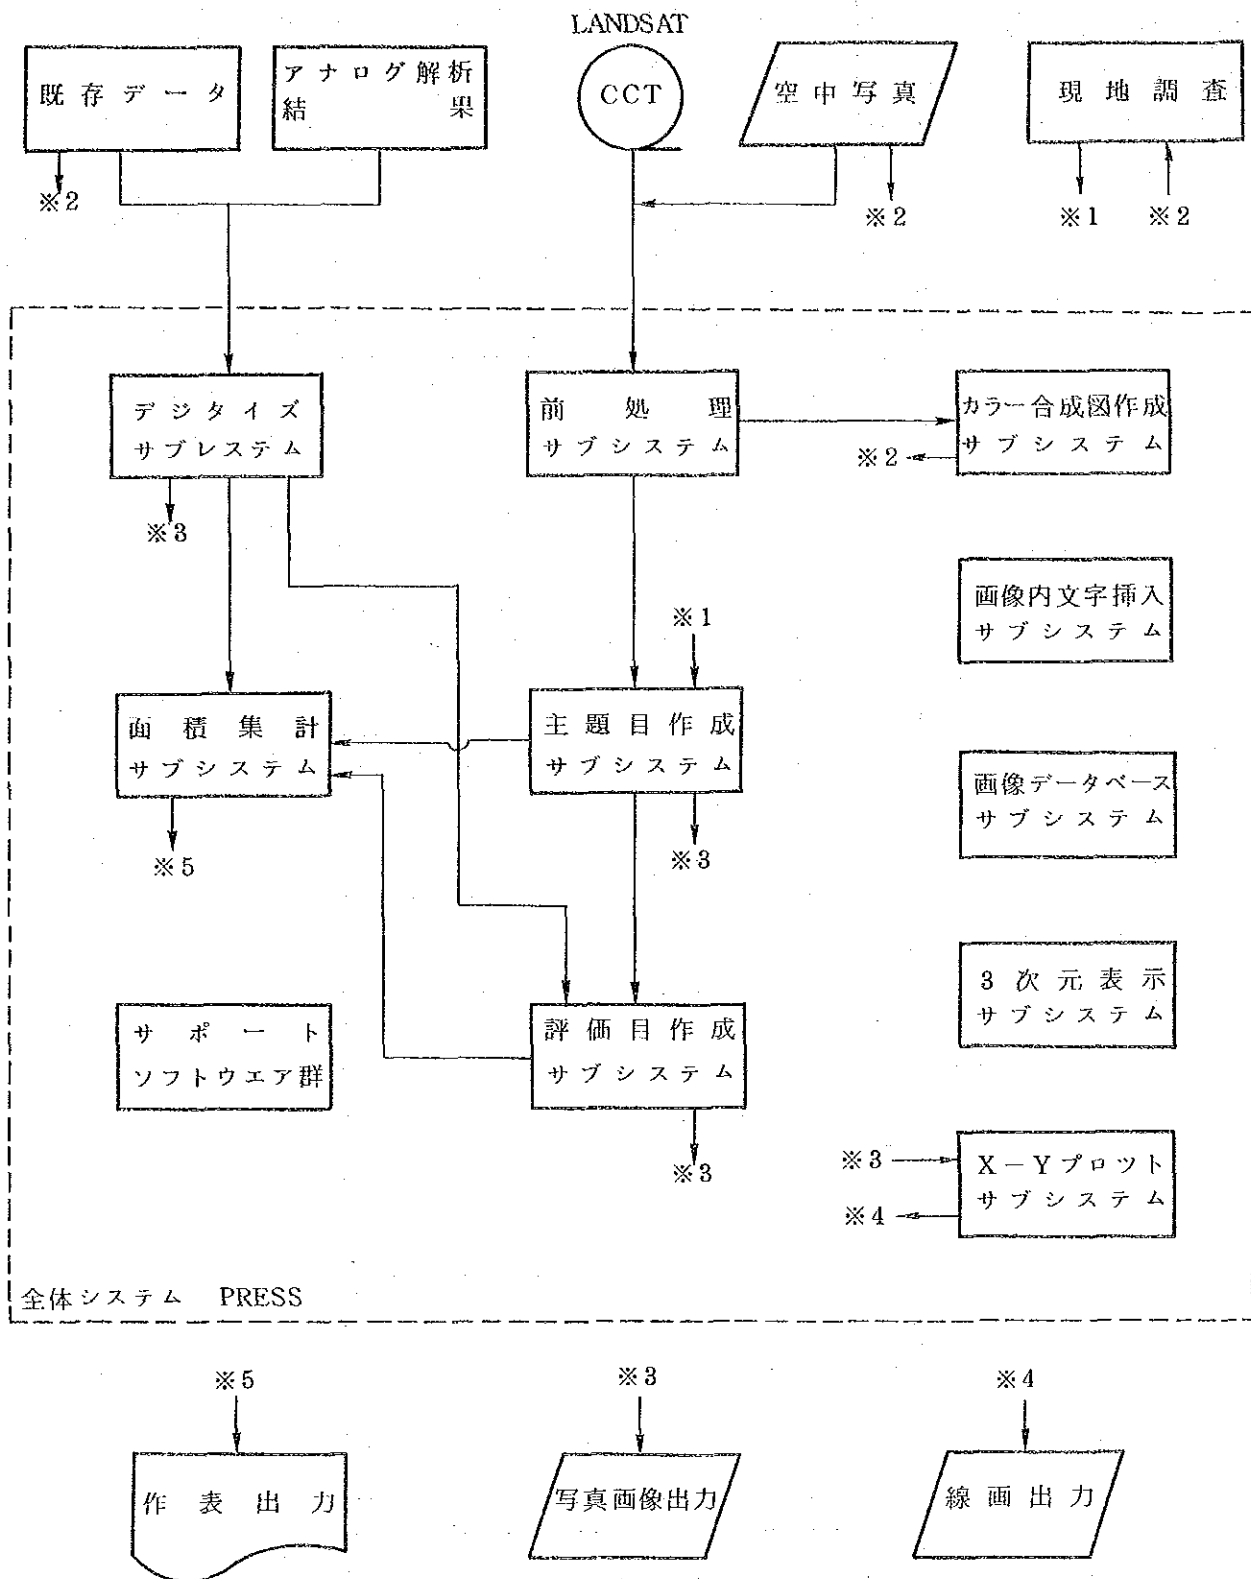 LANDSAT
既存データ
アナログ解析
結果
CCT
空中写真
現地調査
※2
※2
※1
※2
デジタイズ
サブレステム
前処理
サブシステム
カラー合成図作成
サブシステム
※2
※3
画像内文字挿入
サブシステム
※1
面積集計
サブシステム
主題目作成
サブシステム
画像データベース
サブシステム
※5
※3
3次元表示
サブシステム
サポート
ソフトウエア群
評価目作成
サブシステム
※3
※3
X-Yプロット
サブシステム
※4
全体システム PRESS
※5
※3
※4
作表出力
写真画像出力
線画出力